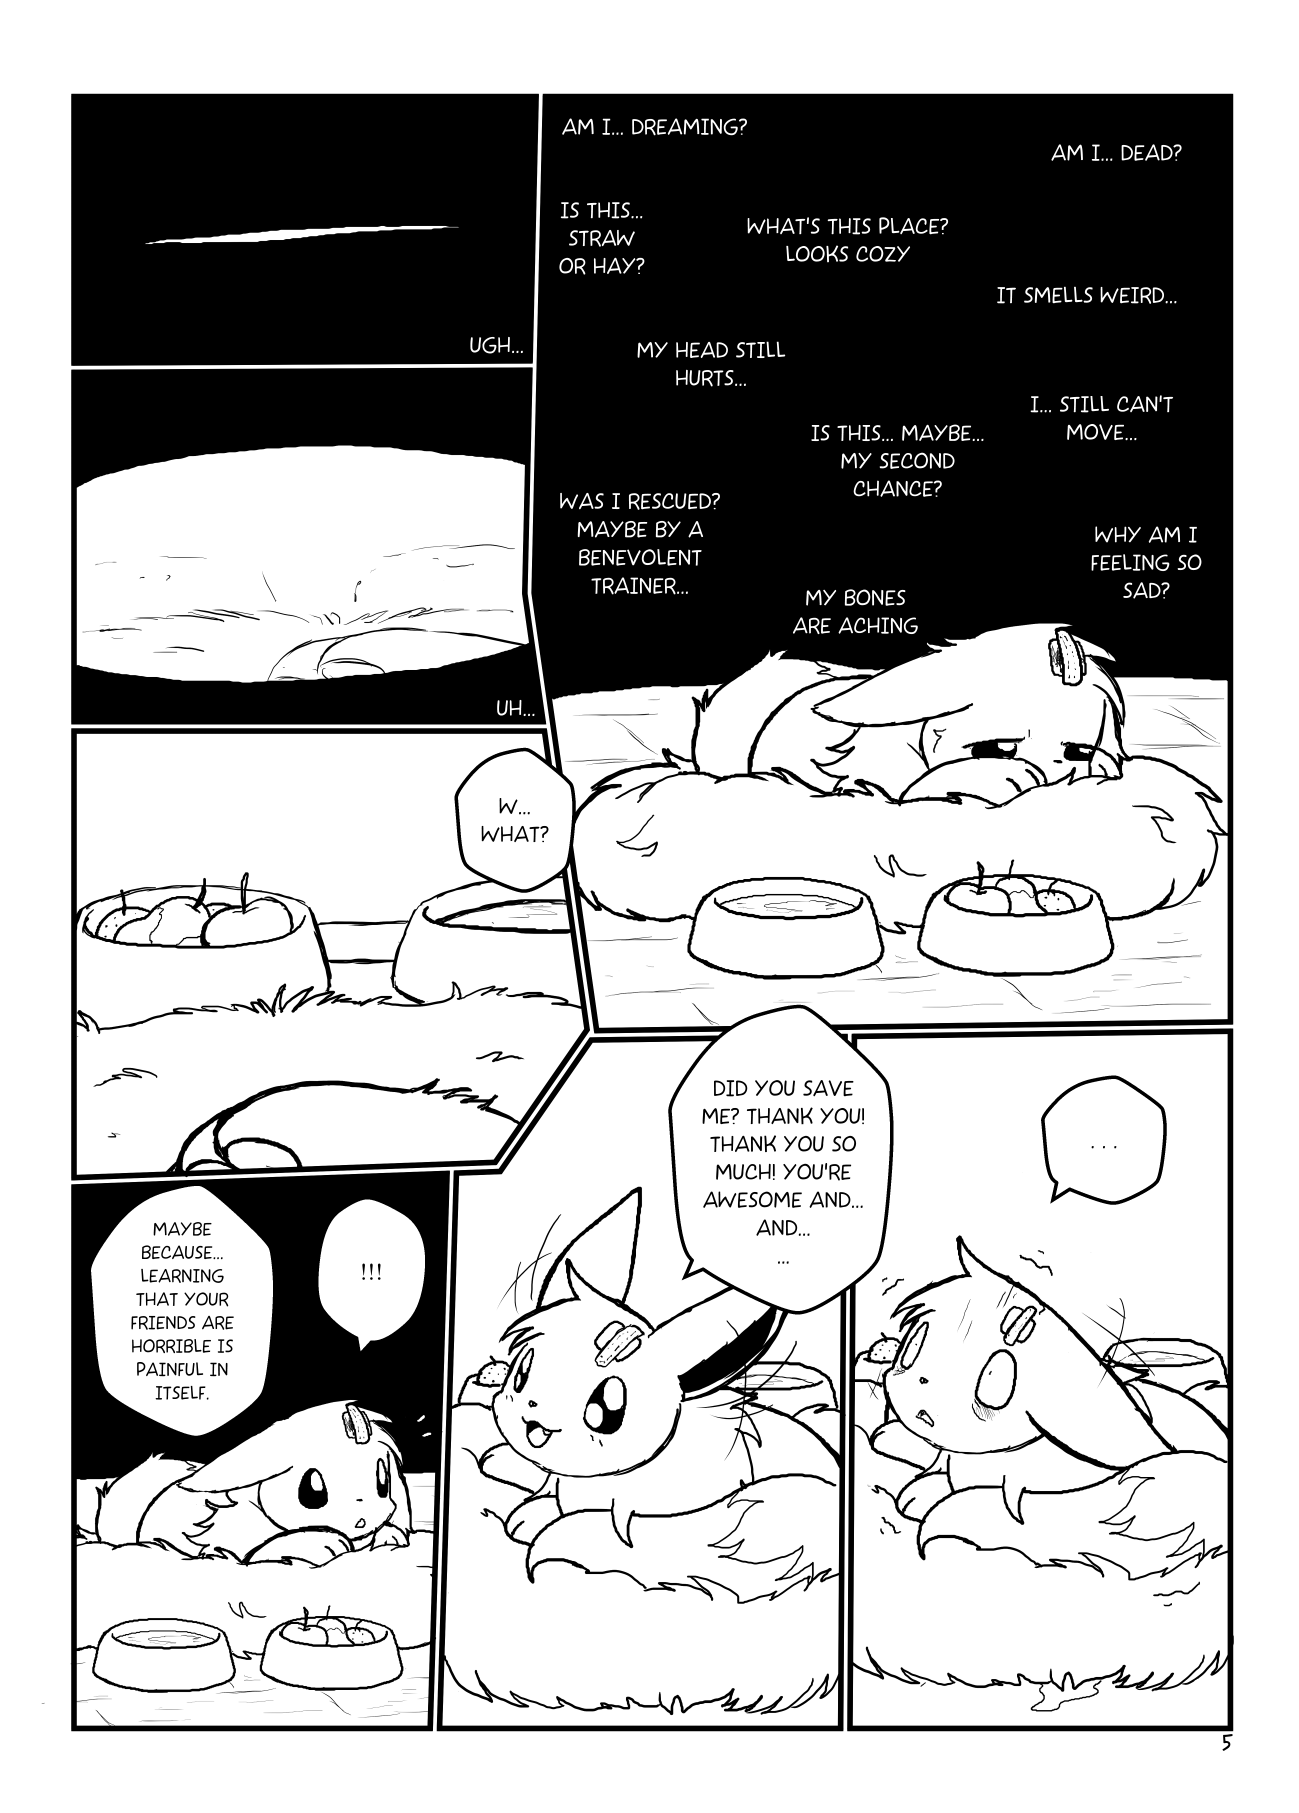 UGH...
UH...
W...
WHAT?
AM I... DREAMING?
AM I... DEAD?
IS THIS...
STRAW
OR HAY?
WHAT'S THIS PLACE?
LOOKS COZY
IT SMELLS WEIRD...
MY HEAD STILL
HURTS...
I... STILL CAN'T
MOVE...
IS THIS... MAYBE...
MY SECOND
CHANCE?
WAS I RESCUED?
MAYBE BY A
BENEVOLENT
TRAINER...
WHY AM I
FEELING SO
SAD?
MY BONES
ARE ACHING
MAYBE
BECAUSE...
LEARNING
THAT YOUR
FRIENDS ARE
HORRIBLE IS
PAINFUL IN
ITSELF.
!!!
DID YOU SAVE
ME? THANK YOU!
THANK YOU SO
MUCH! YOU'RE
AWESOME AND...
AND...
...
...
5